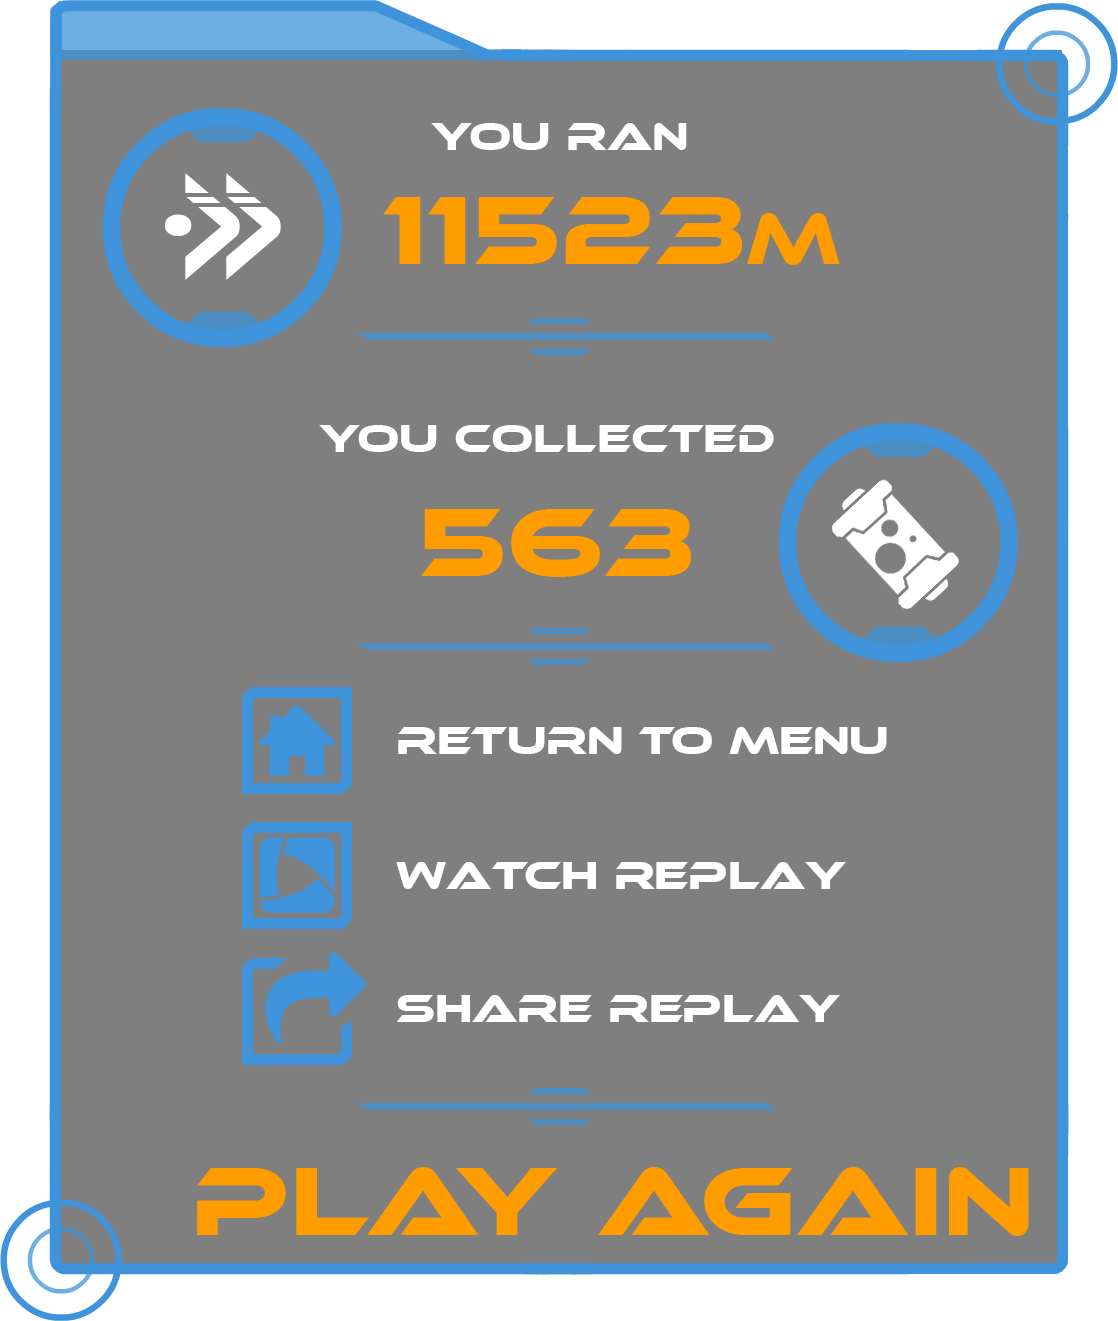 YOU RAN
11523M
YOU COLLECTED
563
RETURN TO MENU
WATCH REPLAY
SHARE REPLAY
PLAY AGAIN